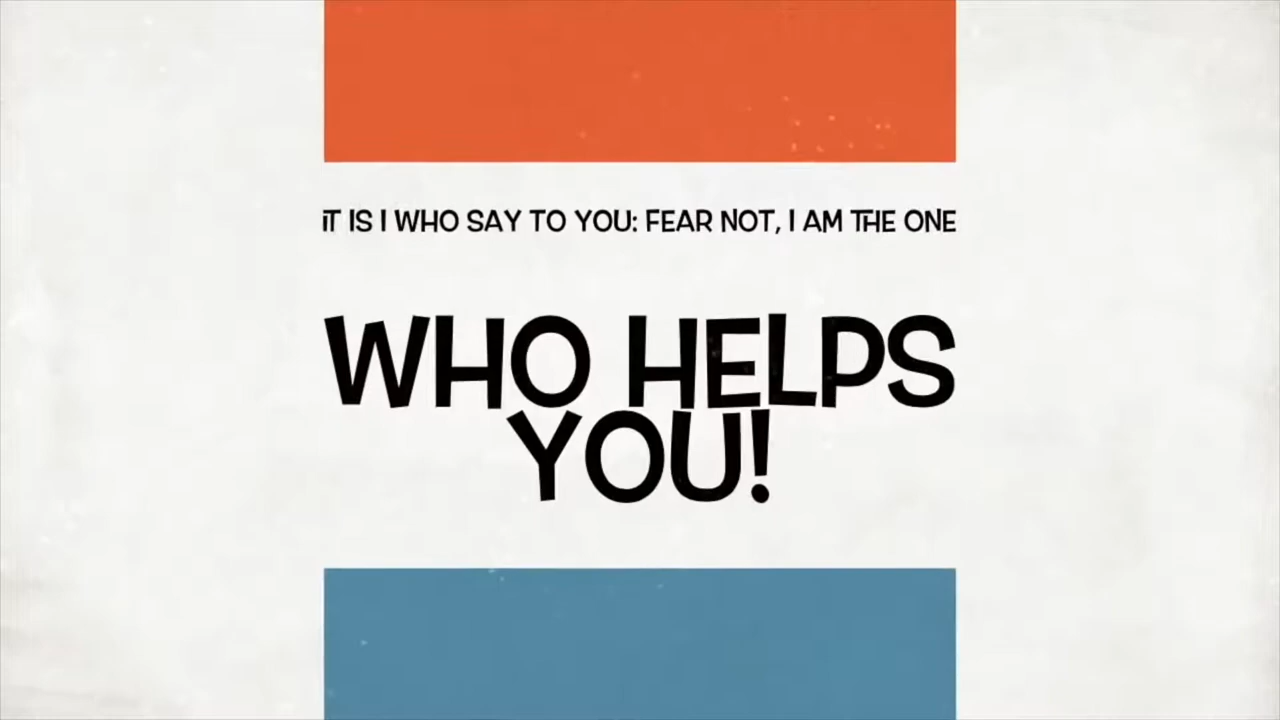 IT IS I WHO SAY TO YOU: FEAR NOT, I AM THE ONE
WHO HELPS
YOU!